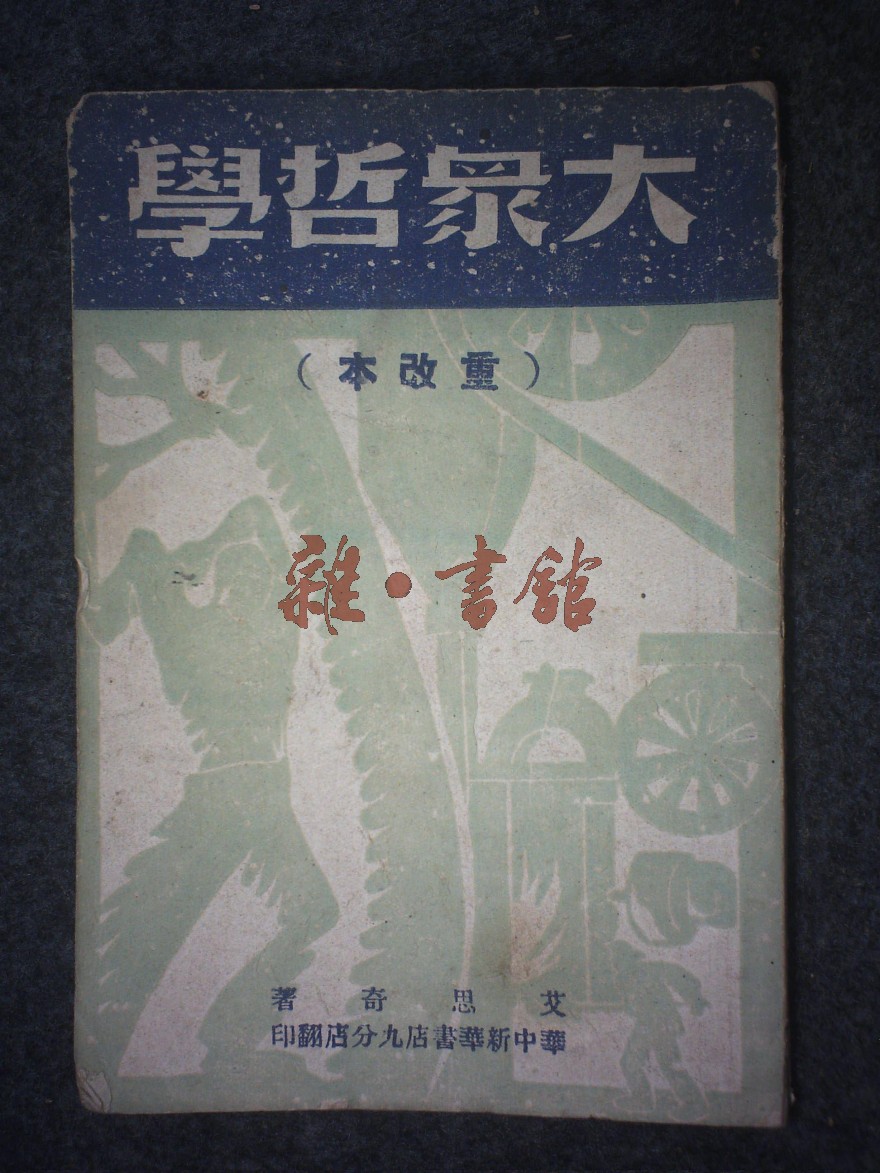 大衆哲學
（重改本）
雜·書館
艾思奇著
華中新華書店九分店翻印